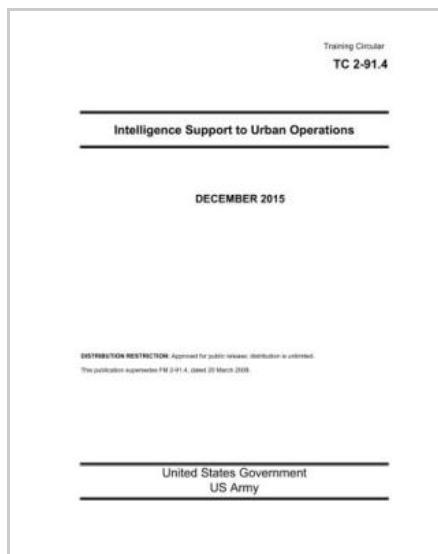 Training Circular
TC 2-91.4
Intelligence Support to Urban Operations
DECEMBER 2015
DISTRIBUTION RESTRICTION: Approved for public release; distribution is unlimited.
This publication supersedes FM 2-91.4, dated 20 March 2008.
United States Government
US Army